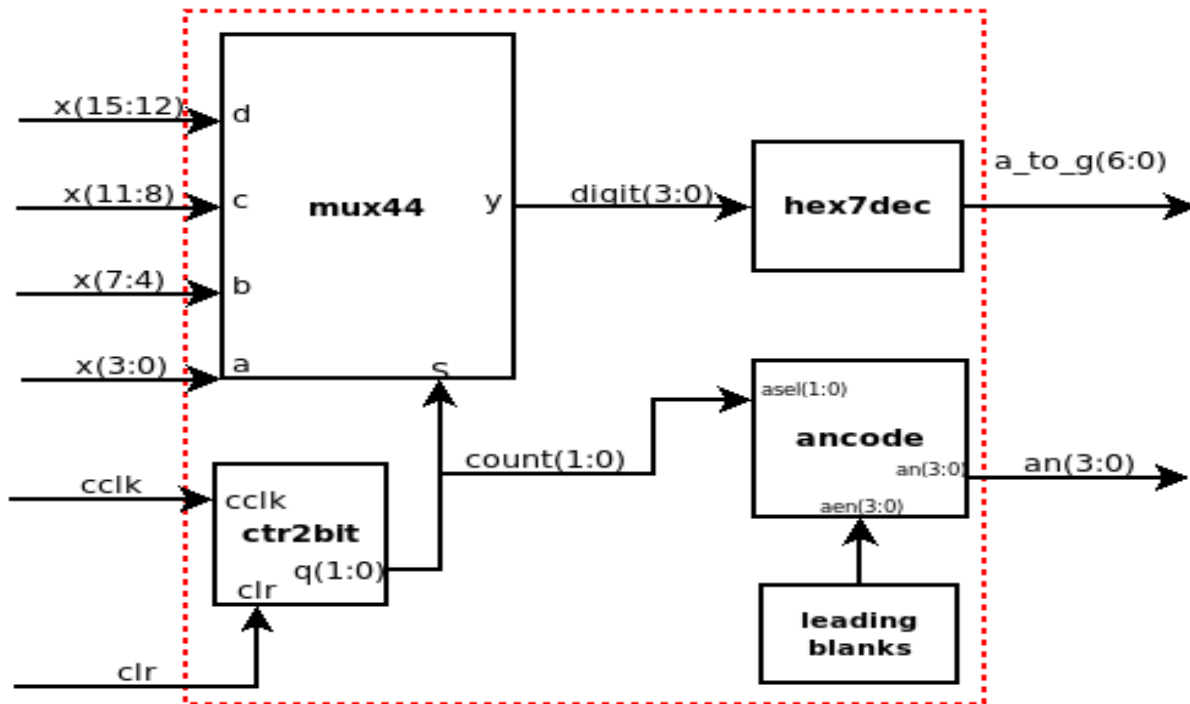 x(15:12)
d
x(11:8)
c
mux44
y
digit(3:0)
hex7dec
a_to_g(6:0)
x(7:4)
b
x(3:0)
a
S
asel(1:0)
ancode
an(3:0)
aen(3:0)
count(1:0)
an(3:0)
cclk
cclk
ctr2bit
q(1:0)
clr
leading
blanks
clr